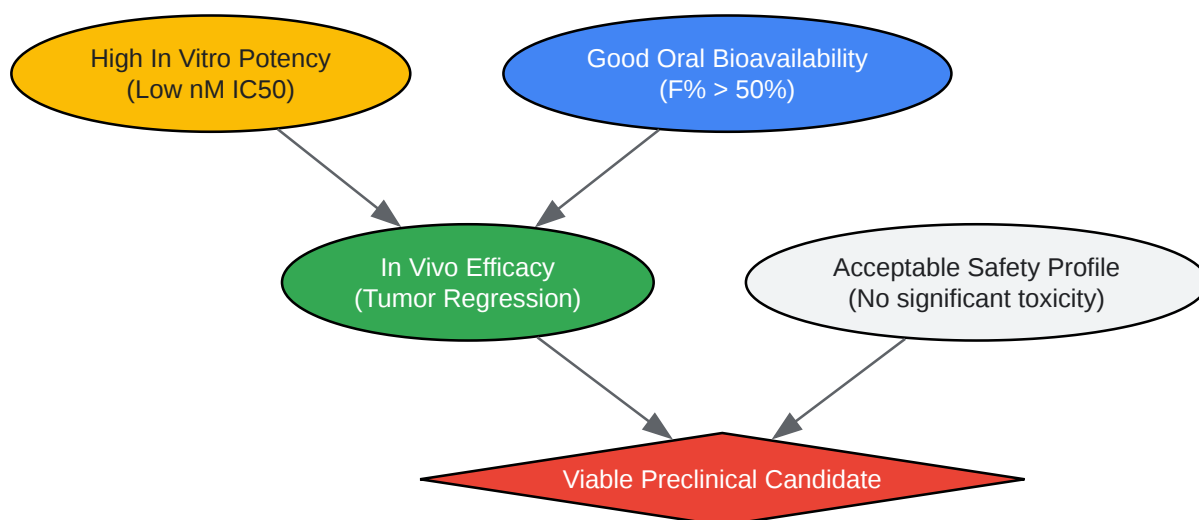 High In Vitro Potency
(Low nM IC50)
Good Oral Bioavailability
(F% > 50%)
In Vivo Efficacy
(Tumor Regression)
Acceptable Safety Profile
(No significant toxicity)
Viable Preclinical Candidate